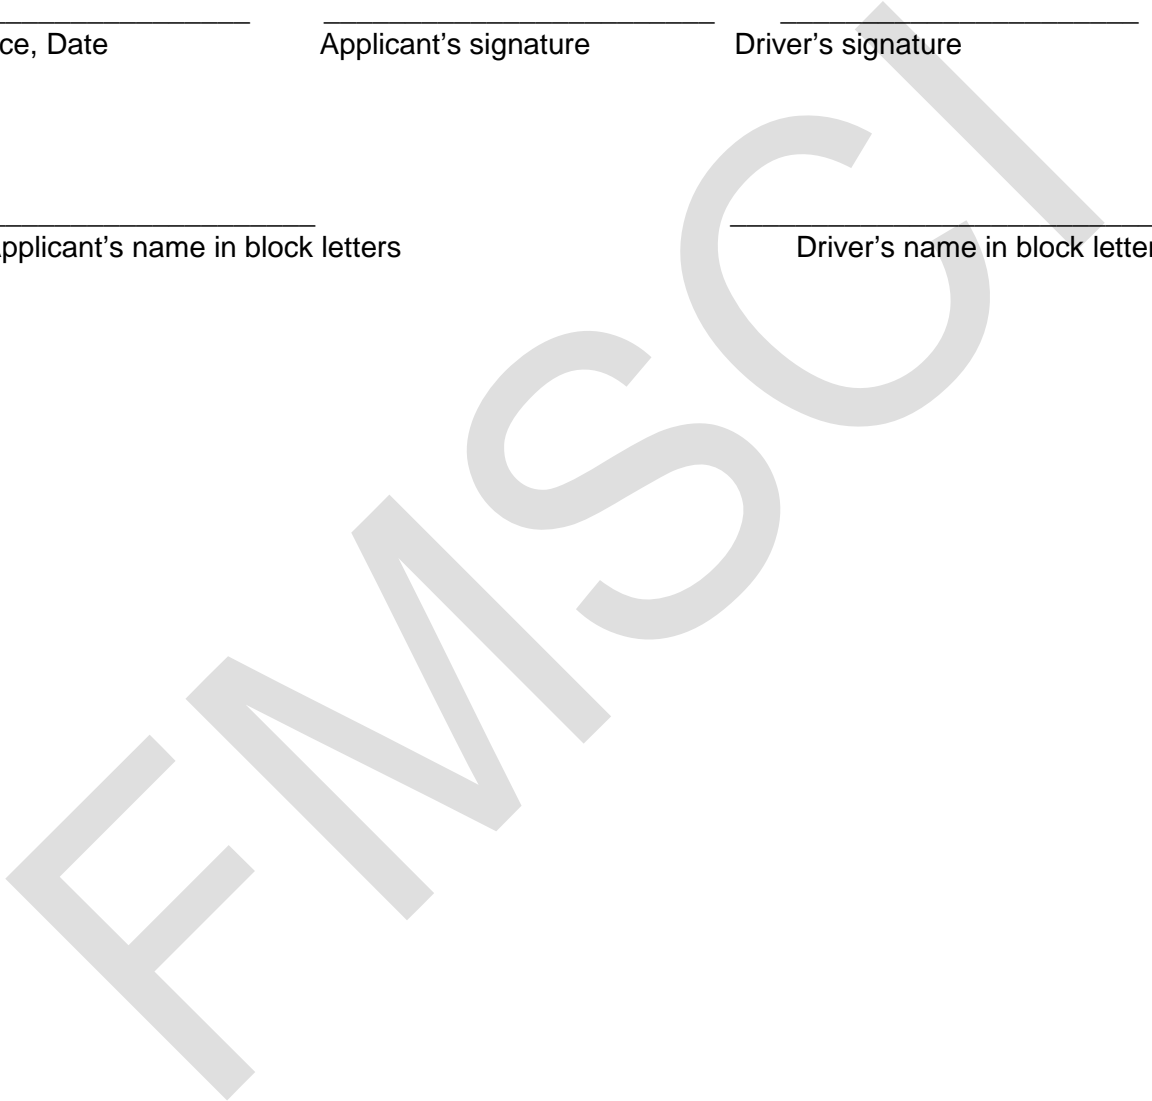 ce, Date Applicant’s signature Driver’s signature
pplicant’s name in block letters Driver’s name in block letter
FMSCI